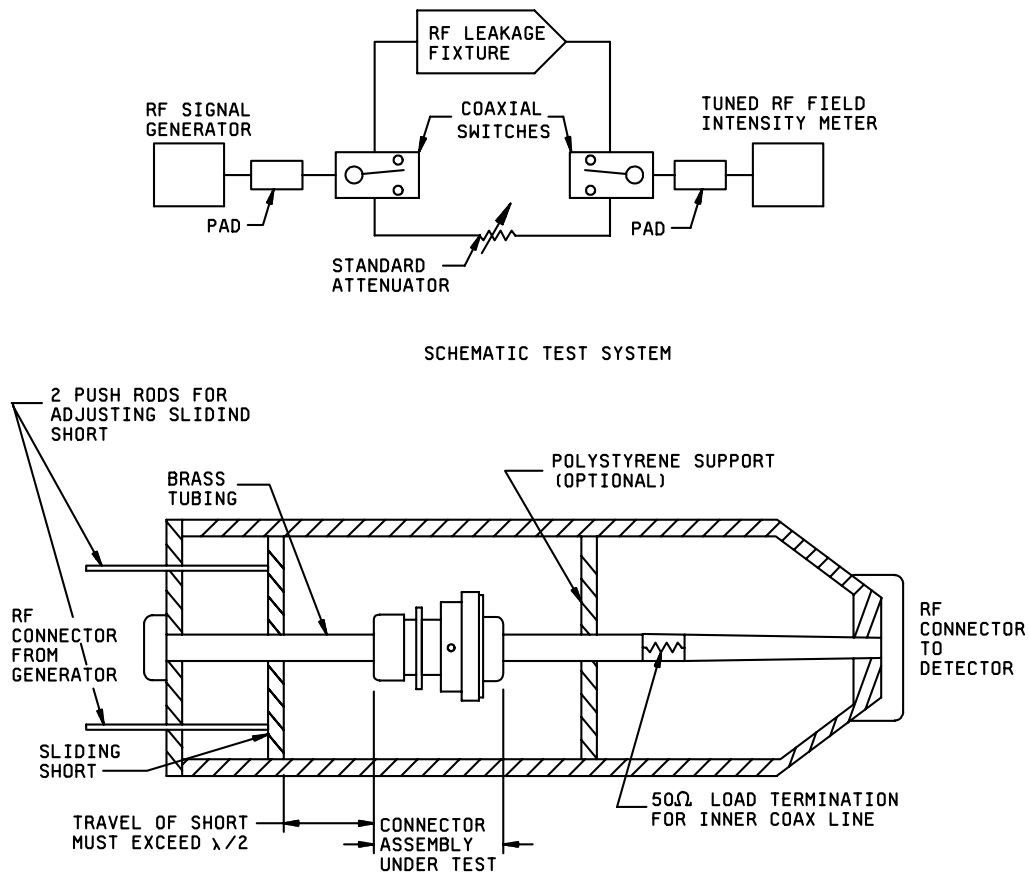 RF LEAKAGE
FIXTURE
RF SIGNAL
GENERATOR
COAXIAL
SWITCHES
TUNED RF FIELD
INTENSITY METER
PAD
PAD
STANDARD
ATTENUATOR
SCHEMATIC TEST SYSTEM
2 PUSH RODS FOR
ADJUSTING SLIDIND
SHORT
BRASS
TUBING
POLYSTYRENE SUPPORT
(OPTIONAL)
RF
CONNECTOR
FROM
GENERATOR
RF
CONNECTOR
TO
DETECTOR
SLIDING
SHORT
50Ω LOAD TERMINATION
FOR INNER COAX LINE
TRAVEL OF SHORT
MUST EXCEED λ/2
CONNECTOR
ASSEMBLY
UNDER TEST